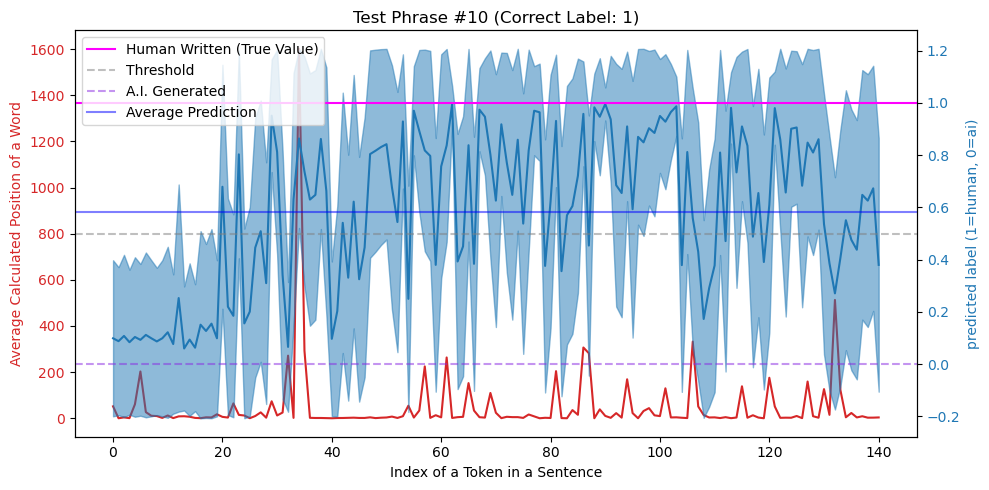 Test Phrase #10 (Correct Label: 1)
Human Written (True Value)
Threshold
A.I. Generated
Average Prediction
Average Calculated Position of a Word
1600
1400
1200
1000
800
600
400
200
0
predicted label (1=human, 0=ai)
1.2
1.0
0.8
0.6
0.4
0.2
0.0
−0.2
0 20 40 60 80 100 120 140
Index of a Token in a Sentence